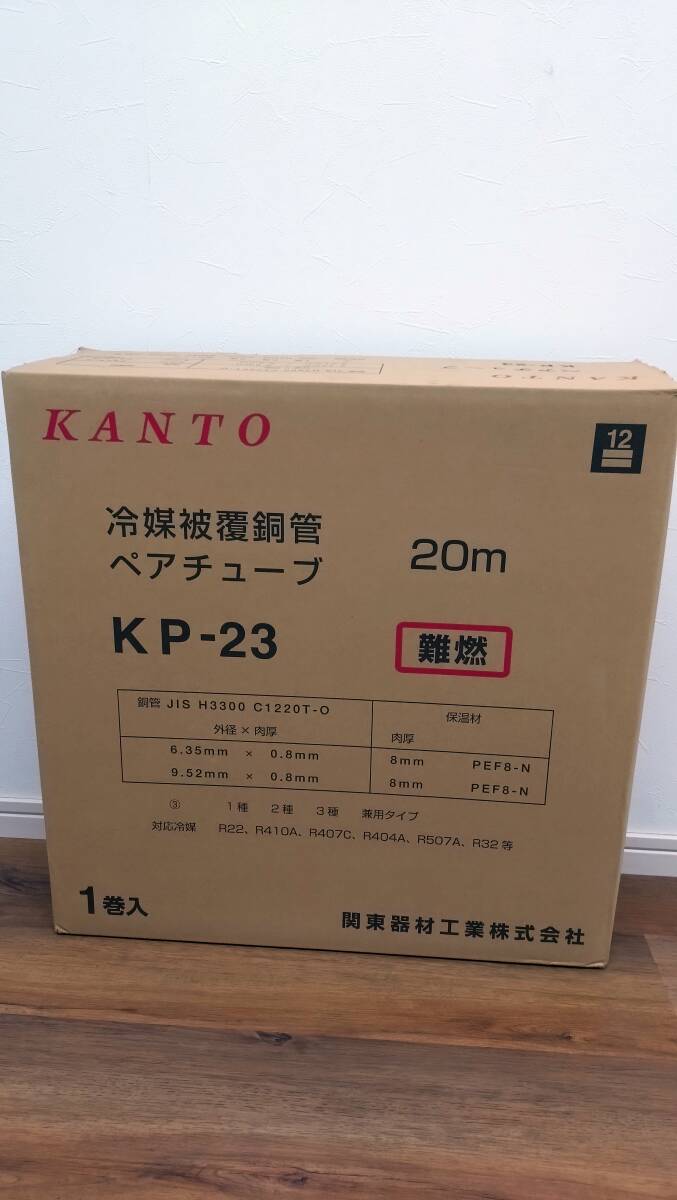 KANTO
12
冷媒被覆銅管
ペアチューブ
20m
KP-23
難燃
銅管 JIS H3300 C1220T-O
外径 × 肉厚
保温材
肉厚
6.35mm × 0.8mm
8mm PEF8-N
9.52mm × 0.8mm
8mm PEF8-N
③ 1種 2種 3種 兼用タイプ
対応冷媒 R22、R410A、R407C、R404A、R507A、R32等
1巻入
関東器材工業株式会社